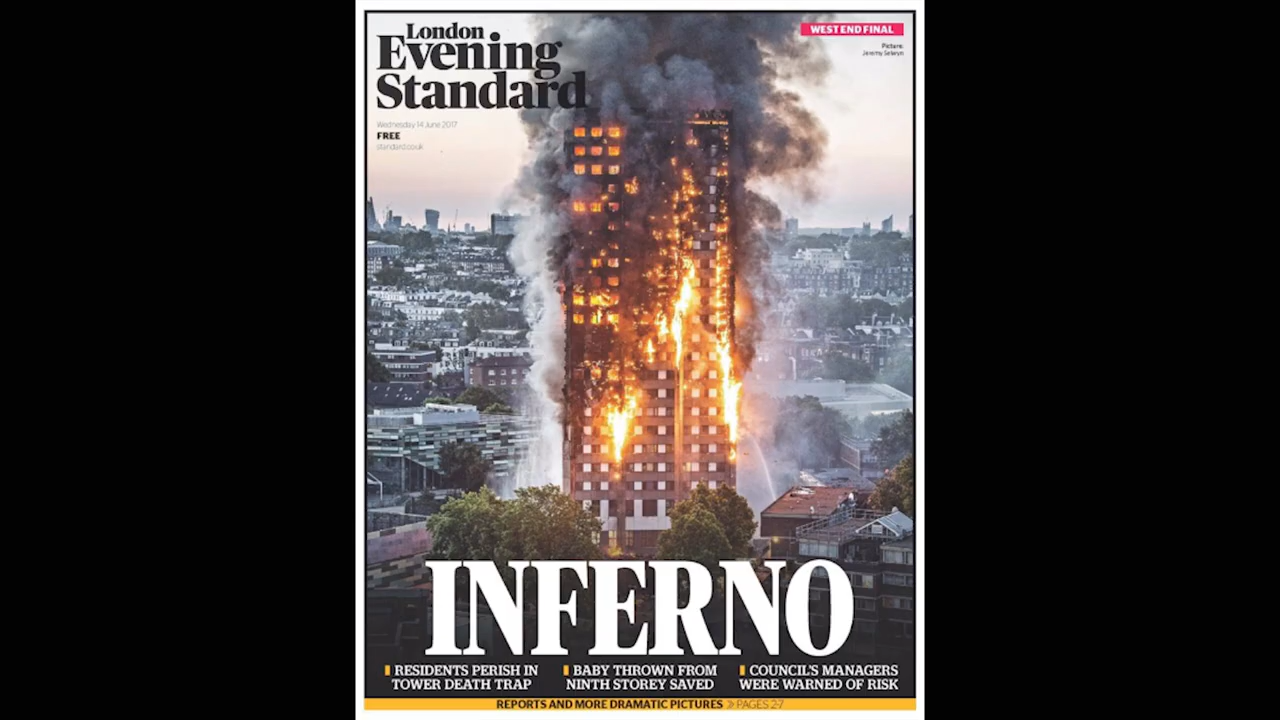 London
Evening
Standard
WEST END FINAL
Picture:
Jeremy Selwyn
Wednesday 14 June 2017
FREE
standard.co.uk
INFERNO
RESIDENTS PERISH IN
TOWER DEATH TRAP
BABY THROWN FROM
NINTH STOREY SAVED
COUNCIL'S MANAGERS
WERE WARNED OF RISK
REPORTS AND MORE DRAMATIC PICTURES >> PAGES 2-7